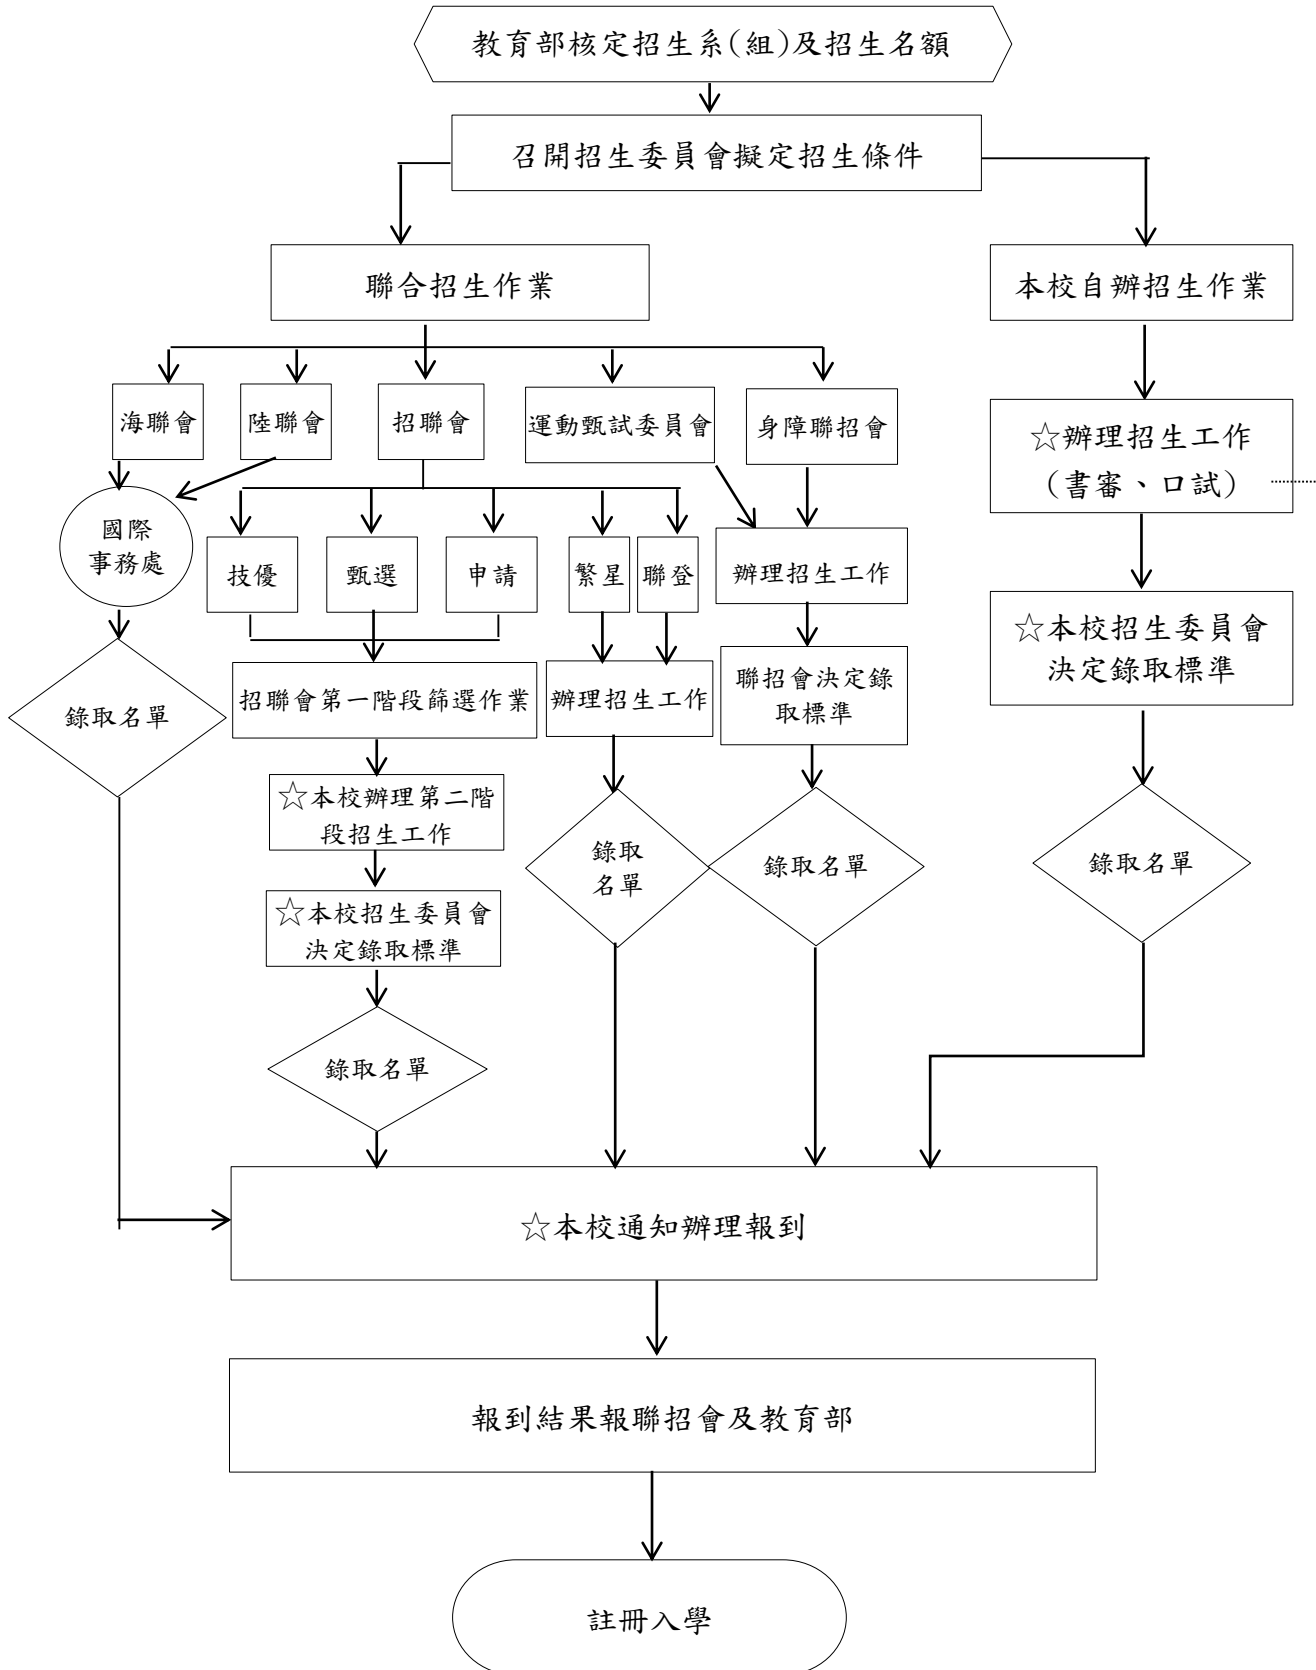 教育部核定招生系(組)及招生名額
召開招生委員會擬定招生條件
聯合招生作業
本校自辦招生作業
海聯會
陸聯會
招聯會
運動甄試委員會
身障聯招會
☆辦理招生工作
(書審、口試)
國際
事務處
技優
甄選
申請
繁星
聯登
辦理招生工作
☆本校招生委員會
決定錄取標準
錄取名單
招聯會第一階段篩選作業
辦理招生工作
聯招會決定錄
取標準
☆本校辦理第二階
段招生工作
錄取
名單
錄取名單
錄取名單
☆本校招生委員會
決定錄取標準
錄取名單
☆本校通知辦理報到
報到結果報聯招會及教育部
註冊入學